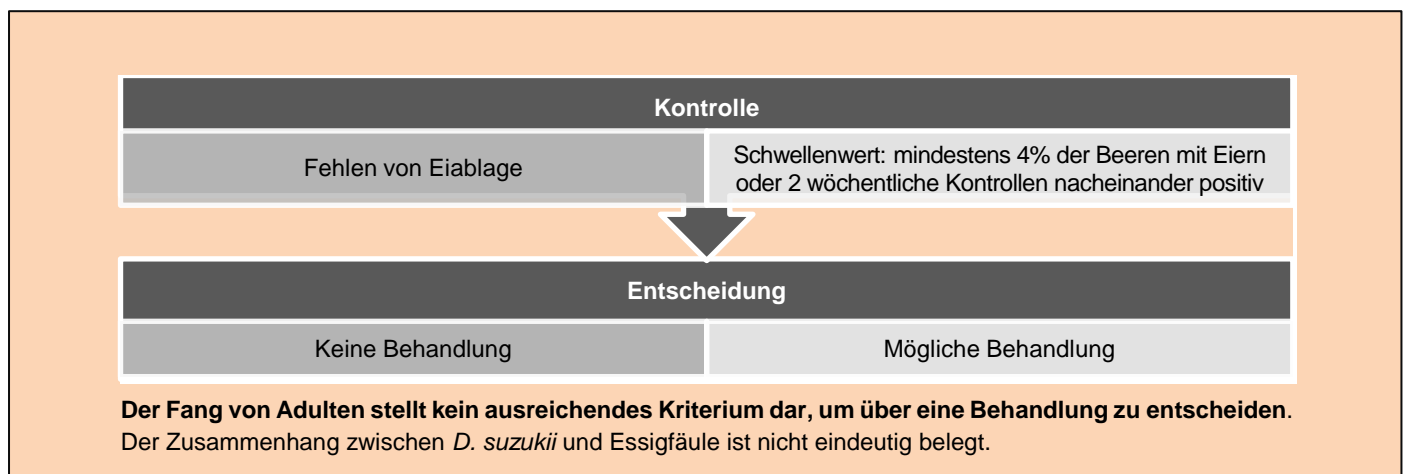 Kontrolle
Fehlen von Eiablage
Schwellenwert: mindestens 4% der Beeren mit Eiern
oder 2 wöchentliche Kontrollen nacheinander positiv
Entscheidung
Keine Behandlung
Mögliche Behandlung
Der Fang von Adulten stellt kein ausreichendes Kriterium dar, um über eine Behandlung zu entscheiden.
Der Zusammenhang zwischen D. suzukii und Essigfäule ist nicht eindeutig belegt.